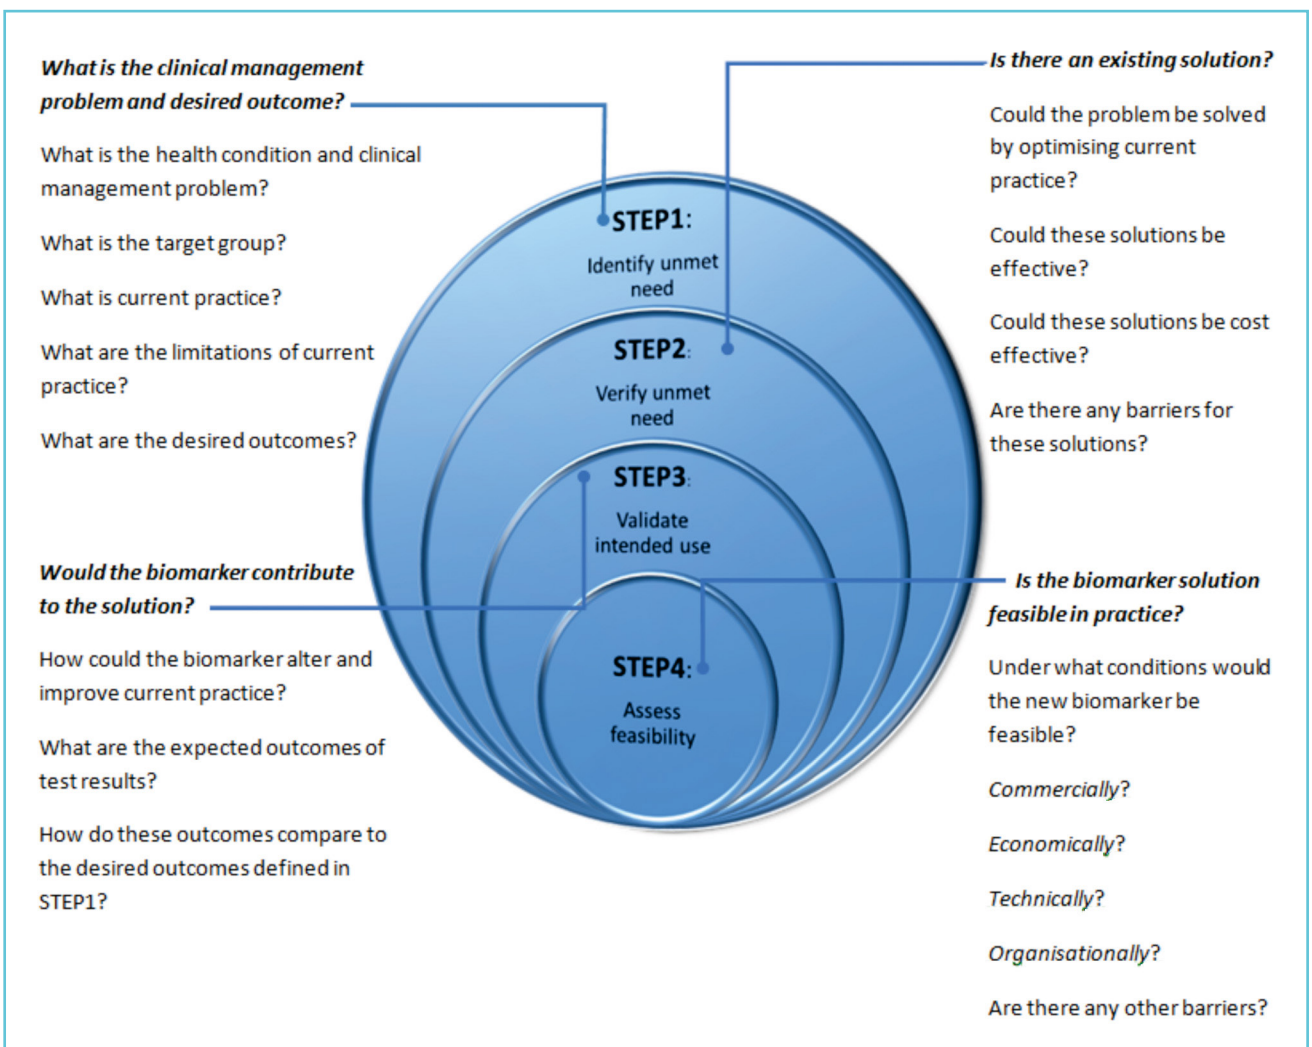 What is the clinical management
problem and desired outcome?
What is the health condition and clinical
management problem?
What is the target group?
What is current practice?
What are the limitations of current
practice?
What are the desired outcomes?
Is there an existing solution?
Could the problem be solved
by optimising current
practice?
Could these solutions be
effective?
Could these solutions be cost
effective?
Are there any barriers for
these solutions?
STEP1:
Identify unmet
need
STEP2:
Verify unmet
need
STEP3:
Validate
intended use
STEP4:
Assess
feasibility
Would the biomarker contribute
to the solution?
How could the biomarker alter and
improve current practice?
What are the expected outcomes of
test results?
How do these outcomes compare to
the desired outcomes defined in
STEP1?
Is the biomarker solution
feasible in practice?
Under what conditions would
the new biomarker be
feasible?
Commercially?
Economically?
Technically?
Organisationally?
Are there any other barriers?